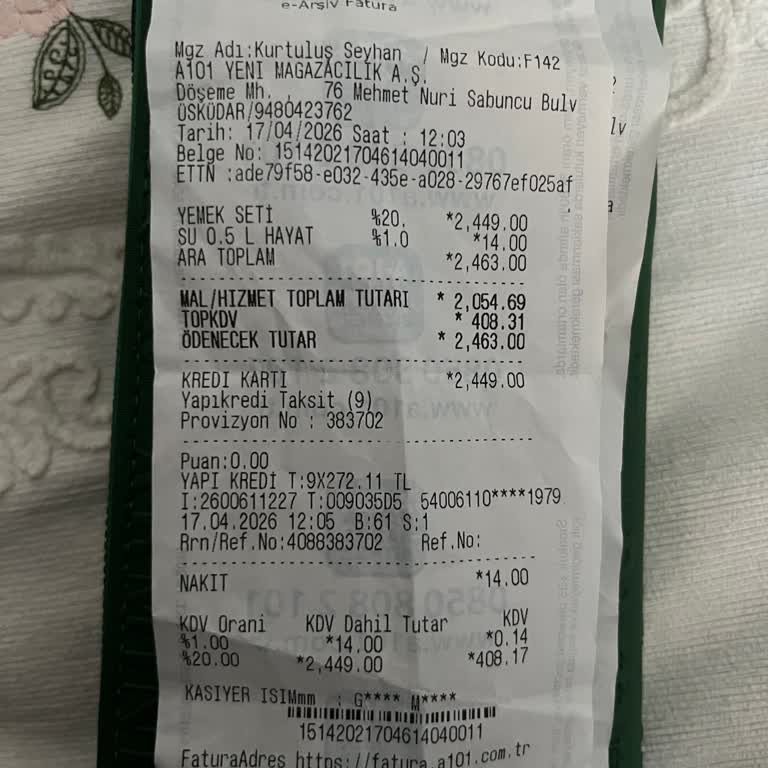 e-Arşiv Fatura
Mgz Adı:Kurtuluş Seyhan / Mgz Kodu:F142
A101 YENİ MAĞAZACILIK A.Ş.
Döşeme Mh. , 76 Mehmet Nuri Sabuncu Bulv
ÜSKÜDAR/9480423762
Tarih: 17/04/2026 Saat : 12:03
Belge No: 15142021704614040011
ETTN :ade79f58-e032-435e-a028-29767ef025af
YEMEK SETİ %20. *2,449.00
SU 0.5 L HAYAT %1.0 *14.00
ARA TOPLAM *2,463.00
MAL/HİZMET TOPLAM TUTARI * 2,054.69
TOPKDV * 408.31
ÖDENECEK TUTAR * 2,463.00
KREDİ KARTI *2,449.00
Yapıkredi Taksit (9)
Provizyon No : 383702
Puan:0.00
YAPI KREDİ T:9X272.11 TL
I:2600611227 T:009035D5 54006110****1979
17.04.2026 12:05 B:61 S:1
Rrn/Ref.No:4088383702 Ref.No:
NAKİT *14.00
KDV Oranı KDV Dahil Tutar KDV
%1.00 *14.00 *0.14
%20.00 *2,449.00 *408.17
KASİYER ISIMmm : G**** M****
15142021704614040011
FaturaAdres https://fatura.a101.com.tr